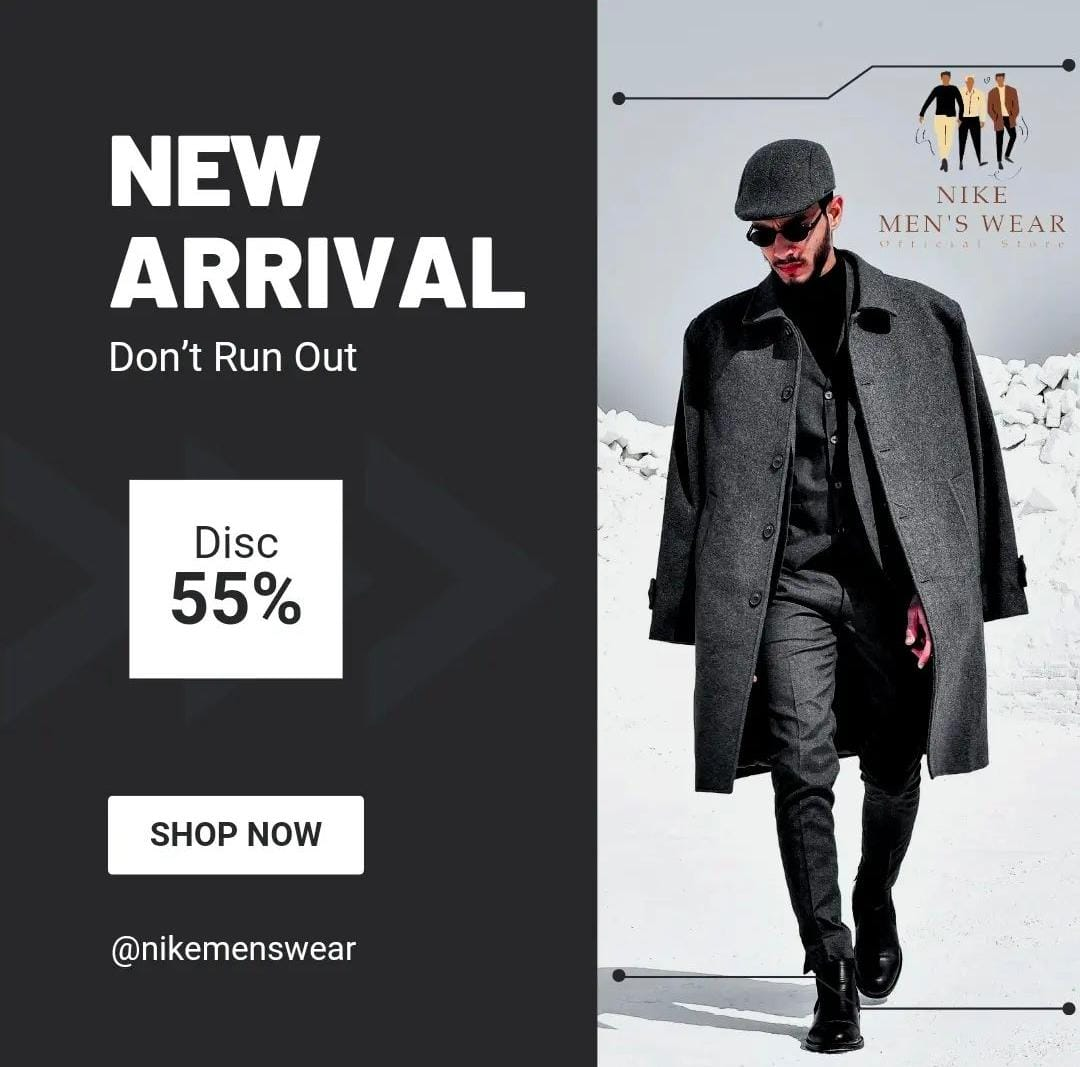 NEW
ARRIVAL
Don’t Run Out
Disc
55%
SHOP NOW
@nikemenswear
NIKE
MEN'S WEAR
Official Store